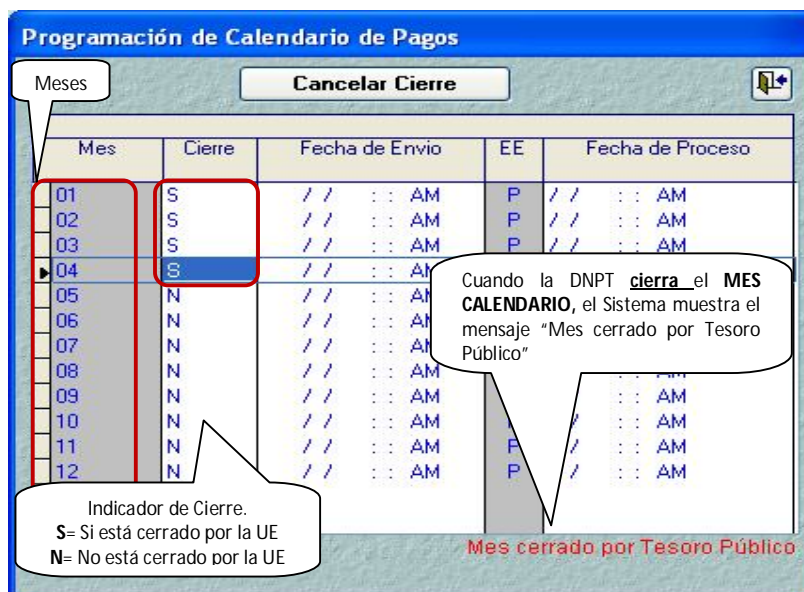 Programación de Calendario de Pagos
Meses
Cancelar Cierre
Mes Cierre Fecha de Envio EE Fecha de Proceso
01 S / / : : AM P / / : : AM
02 S / / : : AM P / / : : AM
03 S / / : : AM P / / : : AM
04 S / / : :
05 N / / : :
06 N / / : :
07 N / / : :
08 N / / : : AM : : AM
09 N / / : : AM : : AM
10 N / / : : AM : : AM
11 N / / : : AM P / : : AM
12 N / / : : AM P / : : AM
Cuando la DNPT cierra el MES
CALENDARIO, el Sistema muestra el
mensaje “Mes cerrado por Tesoro
Público”
Indicador de Cierre.
S= Si está cerrado por la UE
N= No está cerrado por la UE
Mes cerrado por Tesoro Público